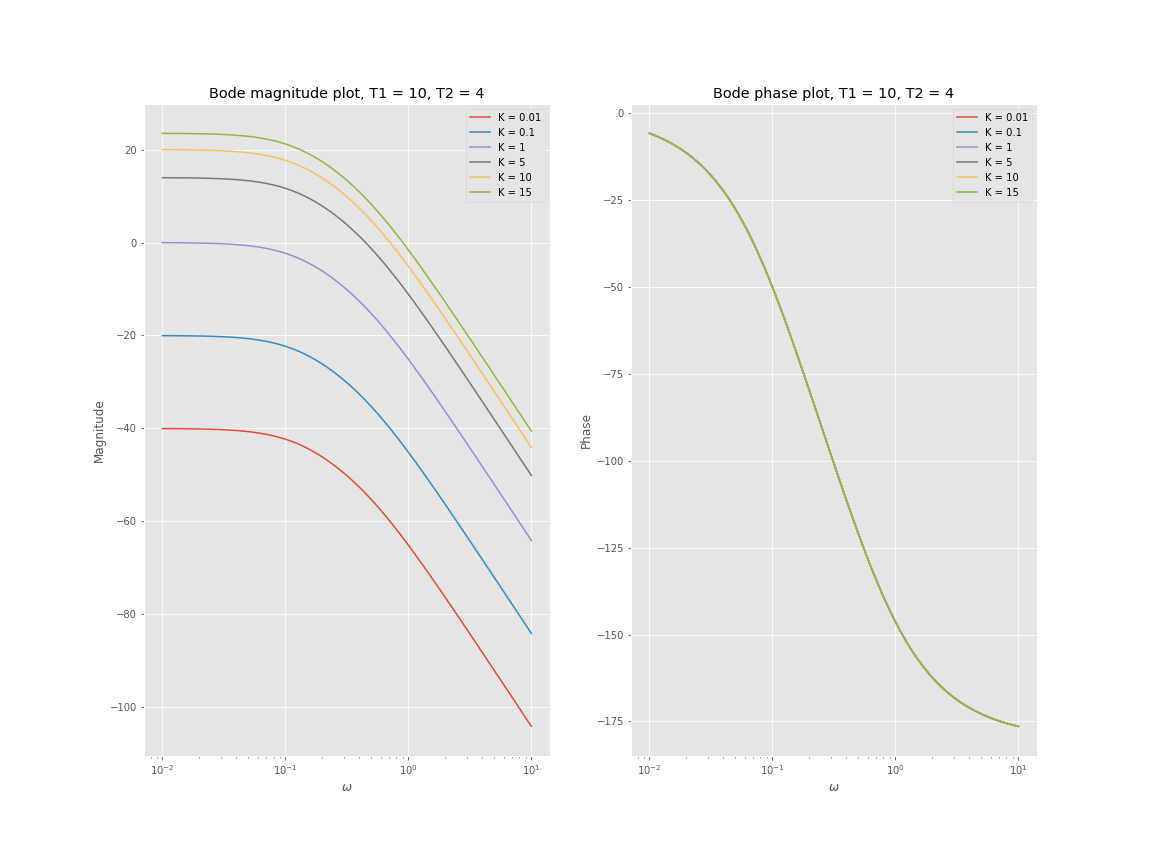 Bode magnitude plot, T1 = 10, T2 = 4
K = 0.01
K = 0.1
K = 1
K = 5
K = 10
K = 15
20
0
−20
−40
−60
−80
−100
Magnitude
10⁻²
10⁻¹
10⁰
10¹
ω
Bode phase plot, T1 = 10, T2 = 4
K = 0.01
K = 0.1
K = 1
K = 5
K = 10
K = 15
0
−25
−50
−75
−100
−125
−150
−175
Phase
10⁻²
10⁻¹
10⁰
10¹
ω